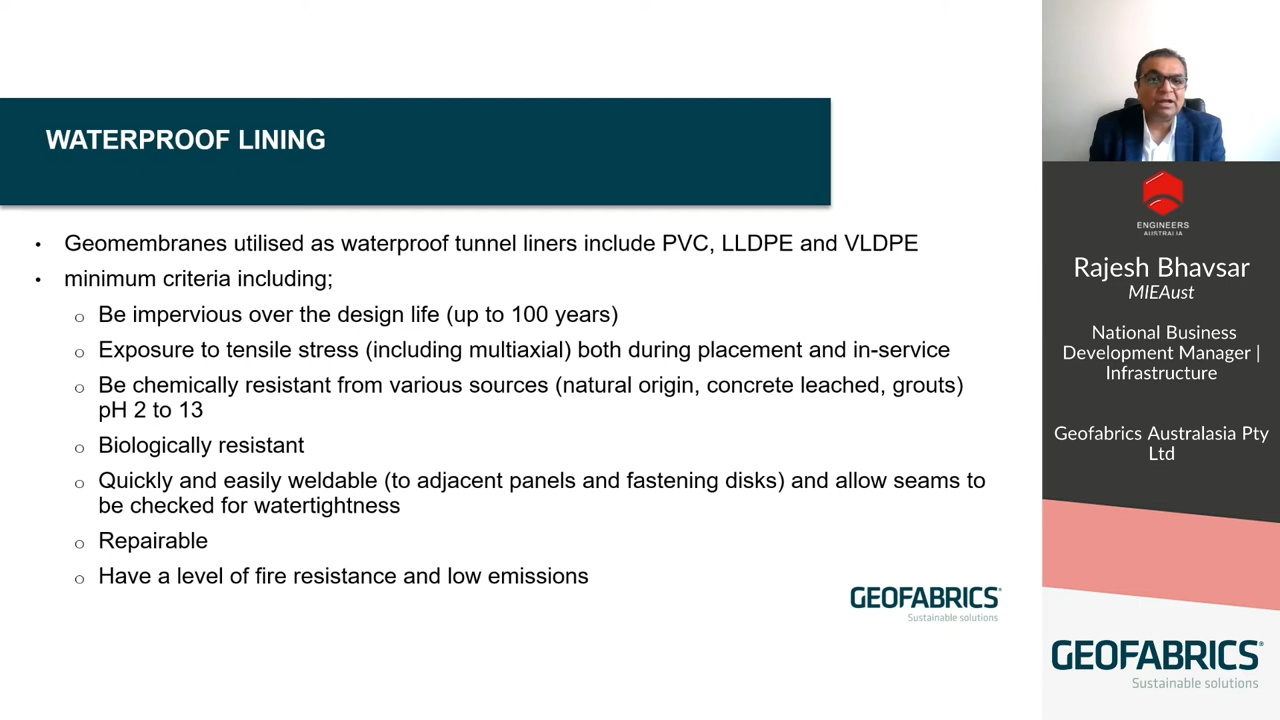 WATERPROOF LINING
• Geomembranes utilised as waterproof tunnel liners include PVC, LLDPE and VLDPE
• minimum criteria including;
o Be impervious over the design life (up to 100 years)
o Exposure to tensile stress (including multiaxial) both during placement and in-service
o Be chemically resistant from various sources (natural origin, concrete leached, grouts)
pH 2 to 13
o Biologically resistant
o Quickly and easily weldable (to adjacent panels and fastening disks) and allow seams to
be checked for watertightness
o Repairable
o Have a level of fire resistance and low emissions
GEOFABRICS®
Sustainable solutions
ENGINEERS
AUSTRALIA
Rajesh Bhavsar
MIEAust
National Business
Development Manager |
Infrastructure
Geofabrics Australasia Pty
Ltd
GEOFABRICS®
Sustainable solutions